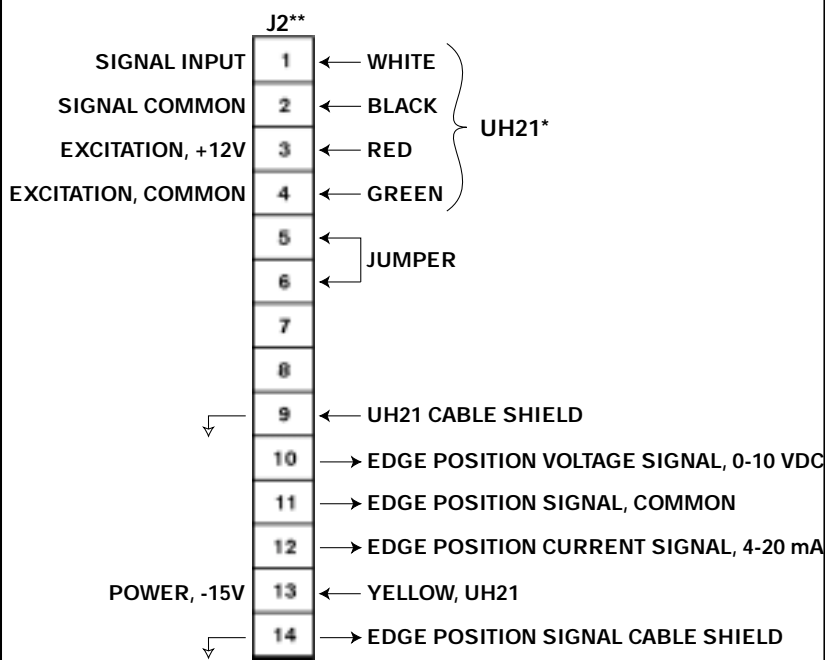 J2**
SIGNAL INPUT 1 WHITE
SIGNAL COMMON 2 BLACK
UH21*
EXCITATION, +12V 3 RED
EXCITATION, COMMON 4 GREEN
5
JUMPER
6
7
8
9 UH21 CABLE SHIELD
10 EDGE POSITION VOLTAGE SIGNAL, 0-10 VDC
11 EDGE POSITION SIGNAL, COMMON
12 EDGE POSITION CURRENT SIGNAL, 4-20 mA
POWER, -15V 13 YELLOW, UH21
14 EDGE POSITION SIGNAL CABLE SHIELD